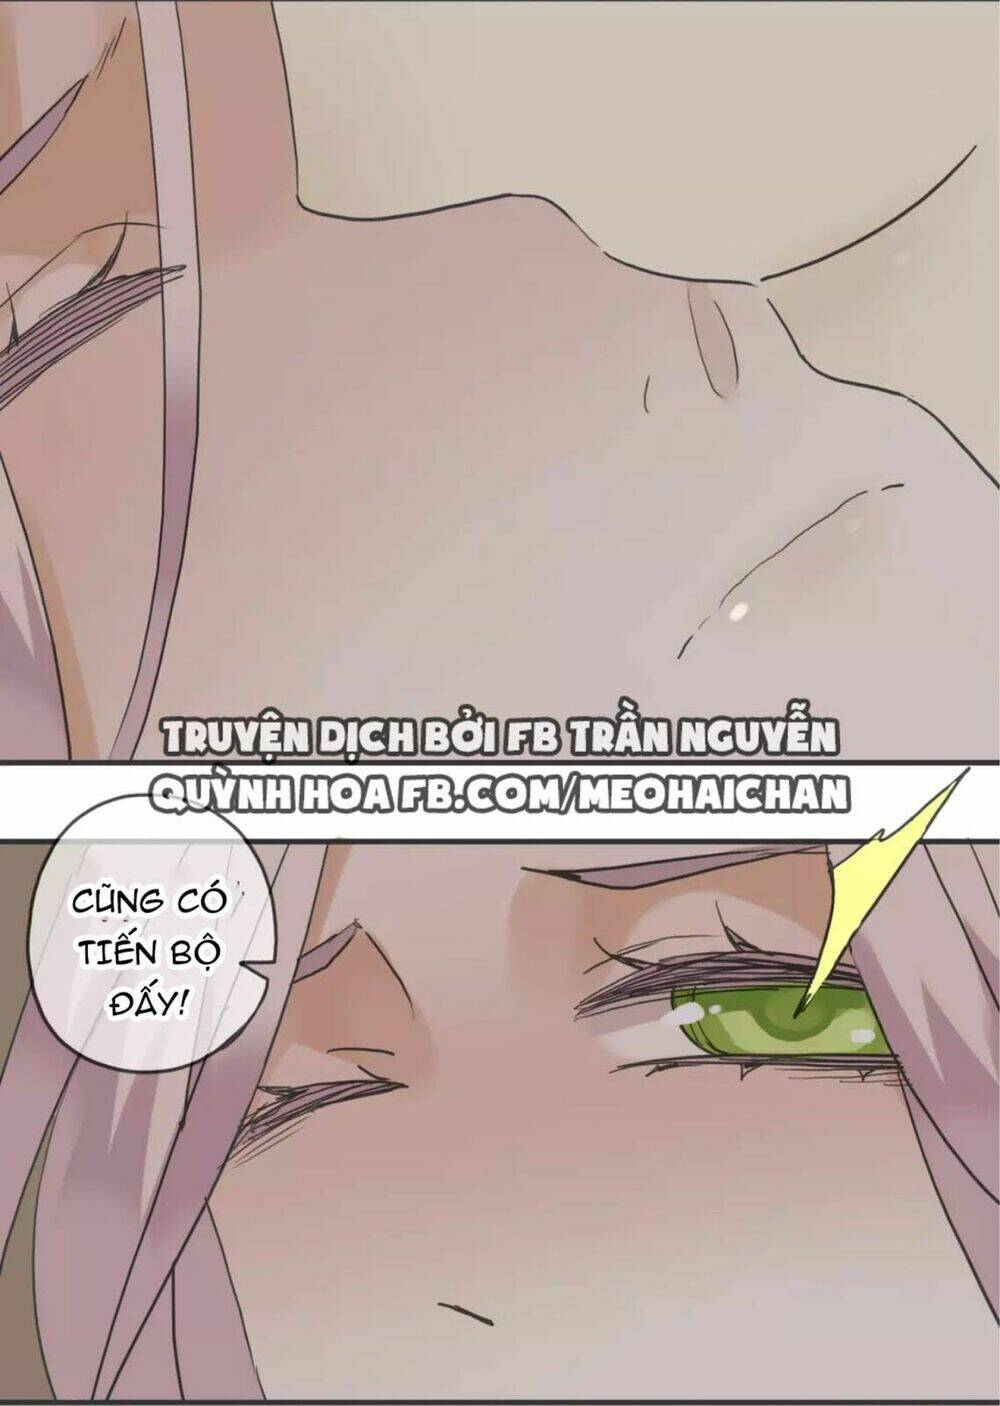 TRUYỆN DỊCH BỞI FB TRẦN NGUYỄN
QUỲNH HOA FB.COM/MEOHAICHAN
CŨNG CÓ
TIẾN BỘ
ĐẤY!